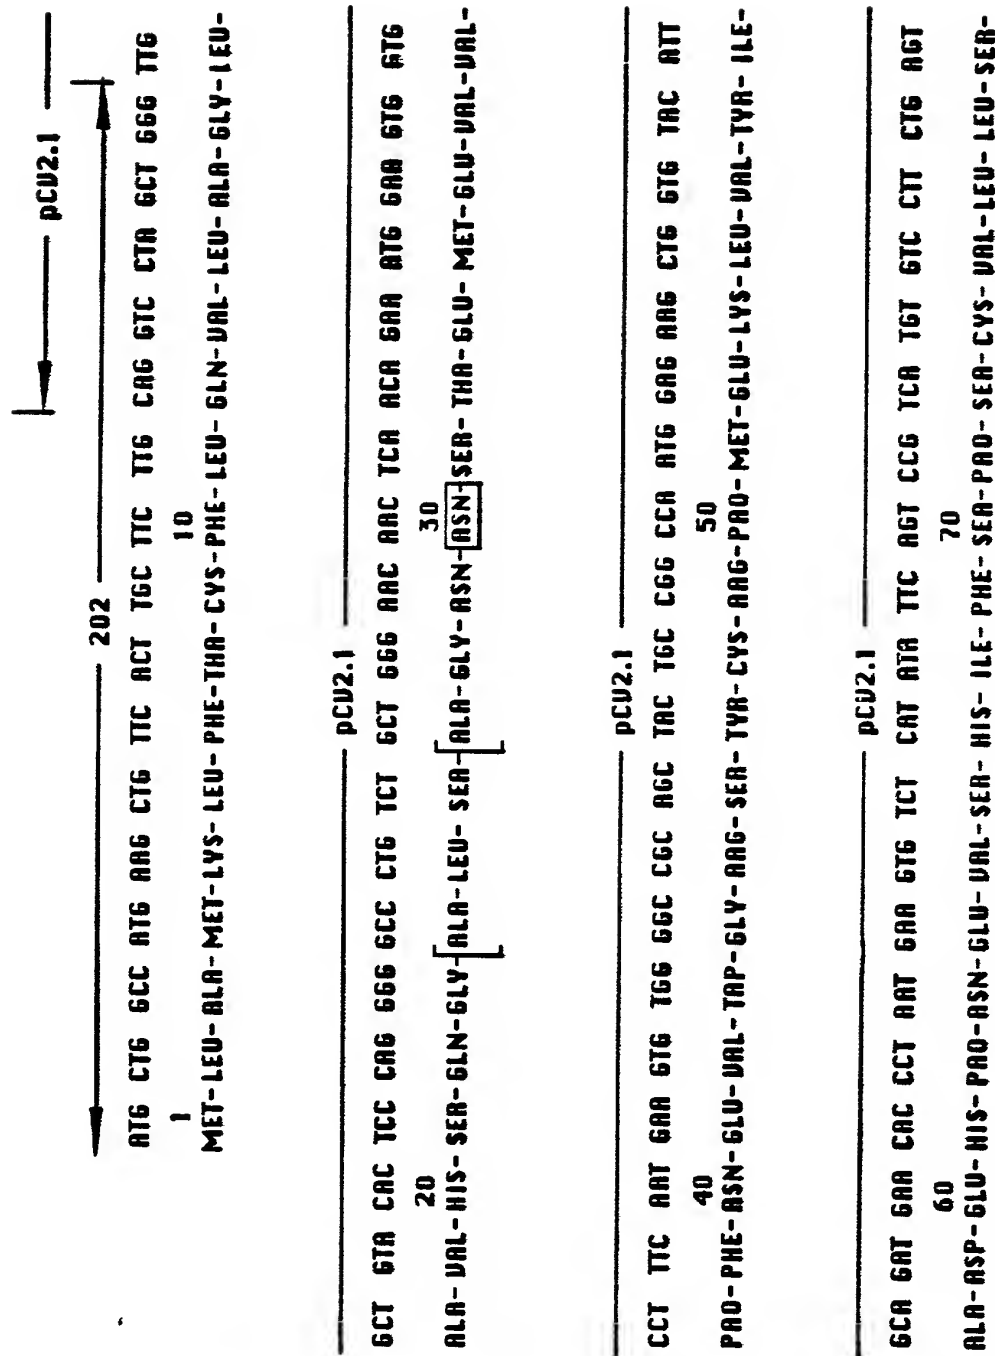 pCV2.1
202
ATG CTG GCC ATG AAG CTG TTC ACT TGC TTC TTG CAG GTC CTA GCT GGG TTG
1 10
MET-LEU-ALA-MET-LYS-LEU-PHE-THR-CYS-PHE-LEU-GLN-VAL-LEU-ALA-GLY-LEU-
pCV2.1
GCT GTA CAC TCC CAG GGG GCC CTG TCT GCT GGG AAC AAC TCA ACA GAA ATG GAA GTG GTG
20 30
ALA-VAL-HIS-SER-GLN-GLY-[ALA-LEU-SER-[ALA-GLY-ASN-ASN-SER-THR-GLU-MET-GLU-VAL-VAL-
pCV2.1
CCT TTC AAT GAA GTG TGG GGC CGC AGC TAC TGC CGG CCA ATG GAG AAG CTG GTG TAC ATT
40 50
PRO-PHE-ASN-GLU-VAL-TRP-GLY-ARG-SER-TYR-CYS-ARG-PRO-MET-GLU-LYS-LEU-VAL-TYR-ILE-
pCV2.1
GCA GAT GAA CAC CCT AAT GAA GTG TCT CAT ATA TTC AGT CCG TCA TGT GTC CTT CTG AGT
60 70
ALA-ASP-GLU-HIS-PRO-ASN-GLU-VAL-SER-HIS-ILE-PHE-SER-PRO-SER-CYS-VAL-LEU-LEU-SER-